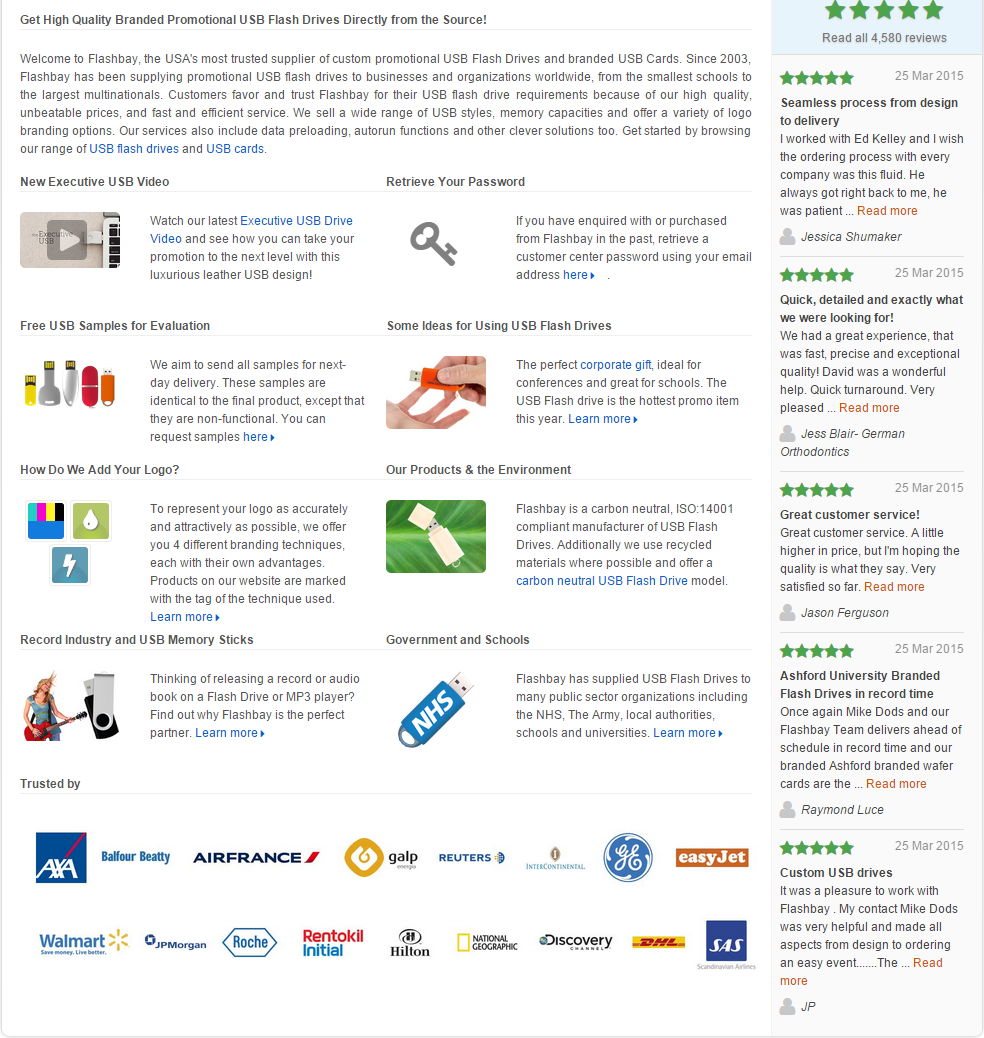 Get High Quality Branded Promotional USB Flash Drives Directly from the Source!
Welcome to Flashbay, the USA's most trusted supplier of custom promotional USB Flash Drives and branded USB Cards. Since 2003,
Flashbay has been supplying promotional USB flash drives to businesses and organizations worldwide, from the smallest schools to
the largest multinationals. Customers favor and trust Flashbay for their USB flash drive requirements because of our high quality,
unbeatable prices, and fast and efficient service. We sell a wide range of USB styles, memory capacities and offer a variety of logo
branding options. Our services also include data preloading, autorun functions and other clever solutions too. Get started by browsing
our range of USB flash drives and USB cards.
New Executive USB Video
the Executive
USB
Watch our latest Executive USB Drive
Video and see how you can take your
promotion to the next level with this
luxurious leather USB design!
Retrieve Your Password
If you have enquired with or purchased
from Flashbay in the past, retrieve a
customer center password using your email
address here .
Free USB Samples for Evaluation
We aim to send all samples for next-
day delivery. These samples are
identical to the final product, except that
they are non-functional. You can
request samples here
Some Ideas for Using USB Flash Drives
The perfect corporate gift, ideal for
conferences and great for schools. The
USB Flash drive is the hottest promo item
this year. Learn more
How Do We Add Your Logo?
To represent your logo as accurately
and attractively as possible, we offer
you 4 different branding techniques,
each with their own advantages.
Products on our website are marked
with the tag of the technique used.
Learn more
Our Products & the Environment
Flashbay is a carbon neutral, ISO:14001
compliant manufacturer of USB Flash
Drives. Additionally we use recycled
materials where possible and offer a
carbon neutral USB Flash Drive model.
Record Industry and USB Memory Sticks
Thinking of releasing a record or audio
book on a Flash Drive or MP3 player?
Find out why Flashbay is the perfect
partner. Learn more
Government and Schools
NHS
Flashbay has supplied USB Flash Drives to
many public sector organizations including
the NHS, The Army, local authorities,
schools and universities. Learn more
Trusted by
AXA
Balfour Beatty
AIRFRANCE
galp
energia
REUTERS
INTERCONTINENTAL.
GE
easyJet
Walmart
Save money. Live better.
JPMorgan
Roche
Rentokil
Initial
H
Hilton
NATIONAL
GEOGRAPHIC
Discovery
CHANNEL
DHL
SAS
Scandinavian Airlines
Read all 4,580 reviews
25 Mar 2015
Seamless process from design
to delivery
I worked with Ed Kelley and I wish
the ordering process with every
company was this fluid. He
always got right back to me, he
was patient ... Read more
Jessica Shumaker
25 Mar 2015
Quick, detailed and exactly what
we were looking for!
We had a great experience, that
was fast, precise and exceptional
quality! David was a wonderful
help. Quick turnaround. Very
pleased ... Read more
Jess Blair- German
Orthodontics
25 Mar 2015
Great customer service!
Great customer service. A little
higher in price, but I'm hoping the
quality is what they say. Very
satisfied so far. Read more
Jason Ferguson
25 Mar 2015
Ashford University Branded
Flash Drives in record time
Once again Mike Dods and our
Flashbay Team delivers ahead of
schedule in record time and our
branded Ashford branded wafer
cards are the ... Read more
Raymond Luce
25 Mar 2015
Custom USB drives
It was a pleasure to work with
Flashbay . My contact Mike Dods
was very helpful and made all
aspects from design to ordering
an easy event.......The ... Read
more
JP